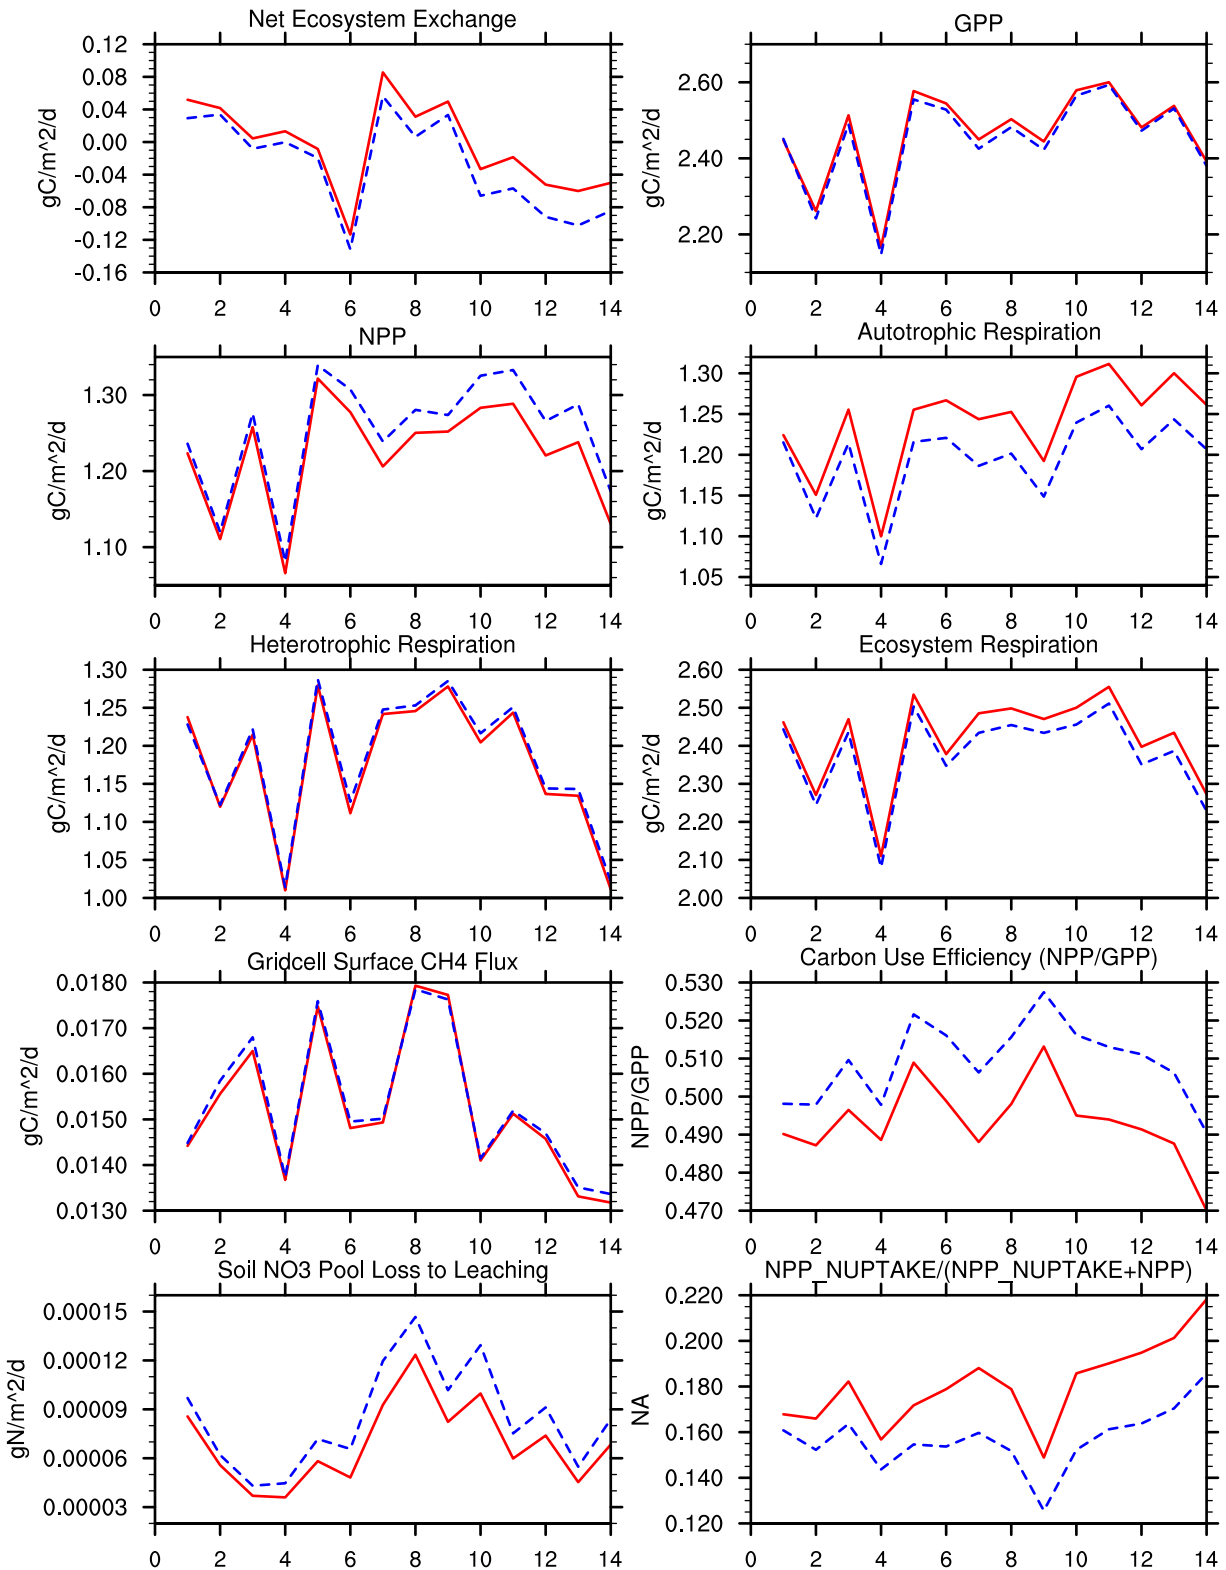 Net Ecosystem Exchange
gC/m^2/d
0.12
0.08
0.04
0.00
-0.04
-0.08
-0.12
-0.16
0 2 4 6 8 10 12 14
GPP
gC/m^2/d
2.60
2.40
2.20
0 2 4 6 8 10 12 14
NPP
gC/m^2/d
1.30
1.20
1.10
0 2 4 6 8 10 12 14
Autotrophic Respiration
gC/m^2/d
1.30
1.25
1.20
1.15
1.10
1.05
0 2 4 6 8 10 12 14
Heterotrophic Respiration
gC/m^2/d
1.30
1.25
1.20
1.15
1.10
1.05
1.00
0 2 4 6 8 10 12 14
Ecosystem Respiration
gC/m^2/d
2.60
2.50
2.40
2.30
2.20
2.10
2.00
0 2 4 6 8 10 12 14
Gridcell Surface CH4 Flux
gC/m^2/d
0.0180
0.0170
0.0160
0.0150
0.0140
0.0130
0 2 4 6 8 10 12 14
Carbon Use Efficiency (NPP/GPP)
NPP/GPP
0.530
0.520
0.510
0.500
0.490
0.480
0.470
0 2 4 6 8 10 12 14
Soil NO3 Pool Loss to Leaching
gN/m^2/d
0.00015
0.00012
0.00009
0.00006
0.00003
0 2 4 6 8 10 12 14
NPP_NUPTAKE/(NPP_NUPTAKE+NPP)
NA
0.220
0.200
0.180
0.160
0.140
0.120
0 2 4 6 8 10 12 14